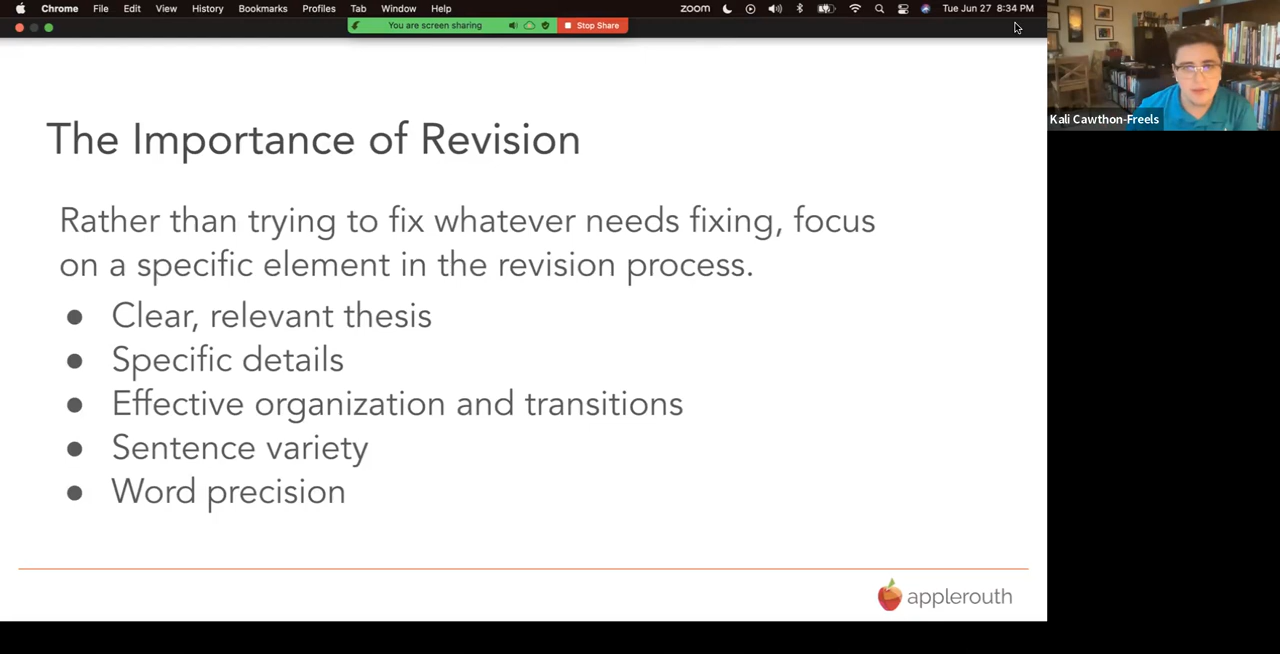 Chrome File Edit View History Bookmarks Profiles Tab Window Help zoom Tue Jun 27 8:34 PM
You are screen sharing Stop Share
Kali Cawthon-Freels
The Importance of Revision
Rather than trying to fix whatever needs fixing, focus
on a specific element in the revision process.
● Clear, relevant thesis
● Specific details
● Effective organization and transitions
● Sentence variety
● Word precision
applerouth